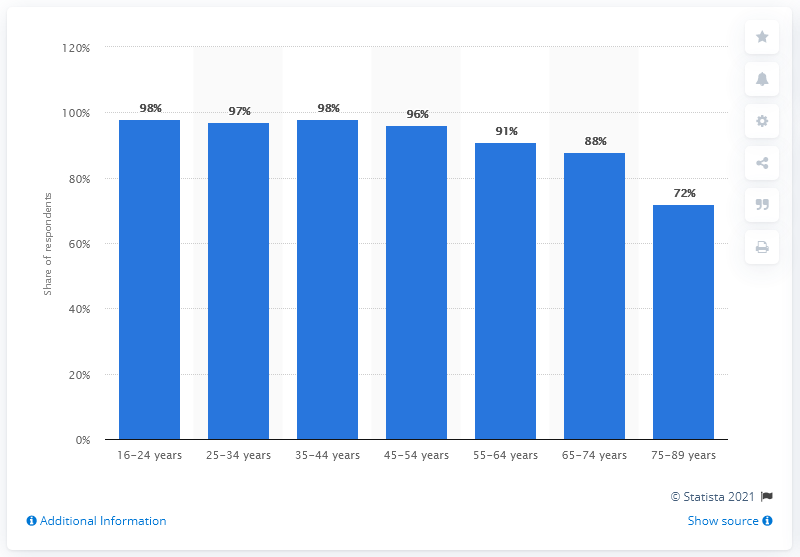 120%
100%
80%
60%
40%
20%
0%
Share of respondents
98%
97%
98%
96%
91%
88%
72%
16-24 years
25-34 years
35-44 years
45-54 years
55-64 years
65-74 years
75-89 years
© Statista 2021
Additional Information
Show source